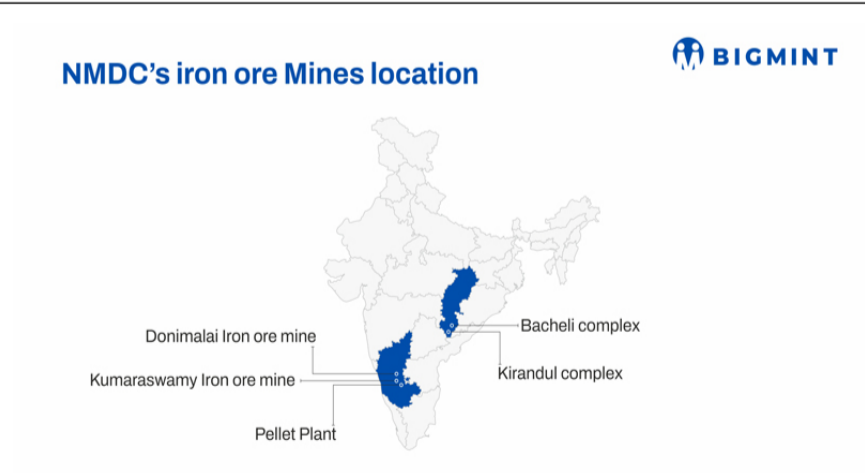 BIGMINT
NMDC's iron ore Mines location
Bacheli complex
Donimalai Iron ore mine
Kirandul complex
Kumaraswamy Iron ore mine
Pellet Plant